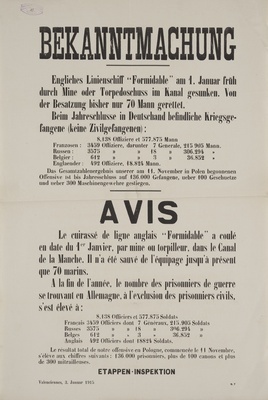 BEKANNTMACHUNG
Engliches Linienschiff "Formidable" am 1. Januar früh
durch Mine oder Torpedoschuss im Kanal gesunken. Von
der Besatzung bisher nur 70 Mann gerettet.
Beim Jahreschlusse in Deutschland befindliche Kriegsge-
fangene (keine Zivilgefangenen):
8,138 Officiere et 577.875 Mann
Franzosen: 3459 Offiziere, darunter 7 Generale, 215 905 Mann.
Russen: 3575 » » 18 » 306.294 »
Belgier: 612 » » 3 » 36.852 »
Engländer: 492 Offiziere, 18.824 Mann.
Das Gesamtzahlenergebnis unserer am 11. November in Polen begonnenen
Offensive ist bis Jahresschluss auf 136.000 Gefangene, ueber 100 Geschuetze
und ueber 300 Maschinengewehre gestiegen.
AVIS
Le cuirassé de ligne anglais "Formidable" a coulé
en date du 1er Janvier, par mine ou torpilleur, dans le Canal
de la Manche. Il n'a été sauvé de l'équipage jusqu'à présent
que 70 marins.
A la fin de l'année, le nombre des prisonniers de guerre
se trouvant en Allemagne, à l'exclusion des prisonniers civils,
s'est élevé à:
8,138 Officiers et 577.875 Soldats
Français 3459 Officiers dont 7 Généraux, 215.905 Soldats
Russes 3575 » » 18 » 306.294 »
Belges 612 » » 3 » 36.852 »
Anglais 492 Officiers dont 18824 Soldats.
Le résultat total de notre offensive en Pologne, commencée le 11 Novembre,
s'élève aux chiffres suivants: 136.000 prisonniers, plus de 100 canons et plus
de 300 mitrailleuses.
ETAPPEN-INSPEKTION
Valenciennes, 3. Januar 1915